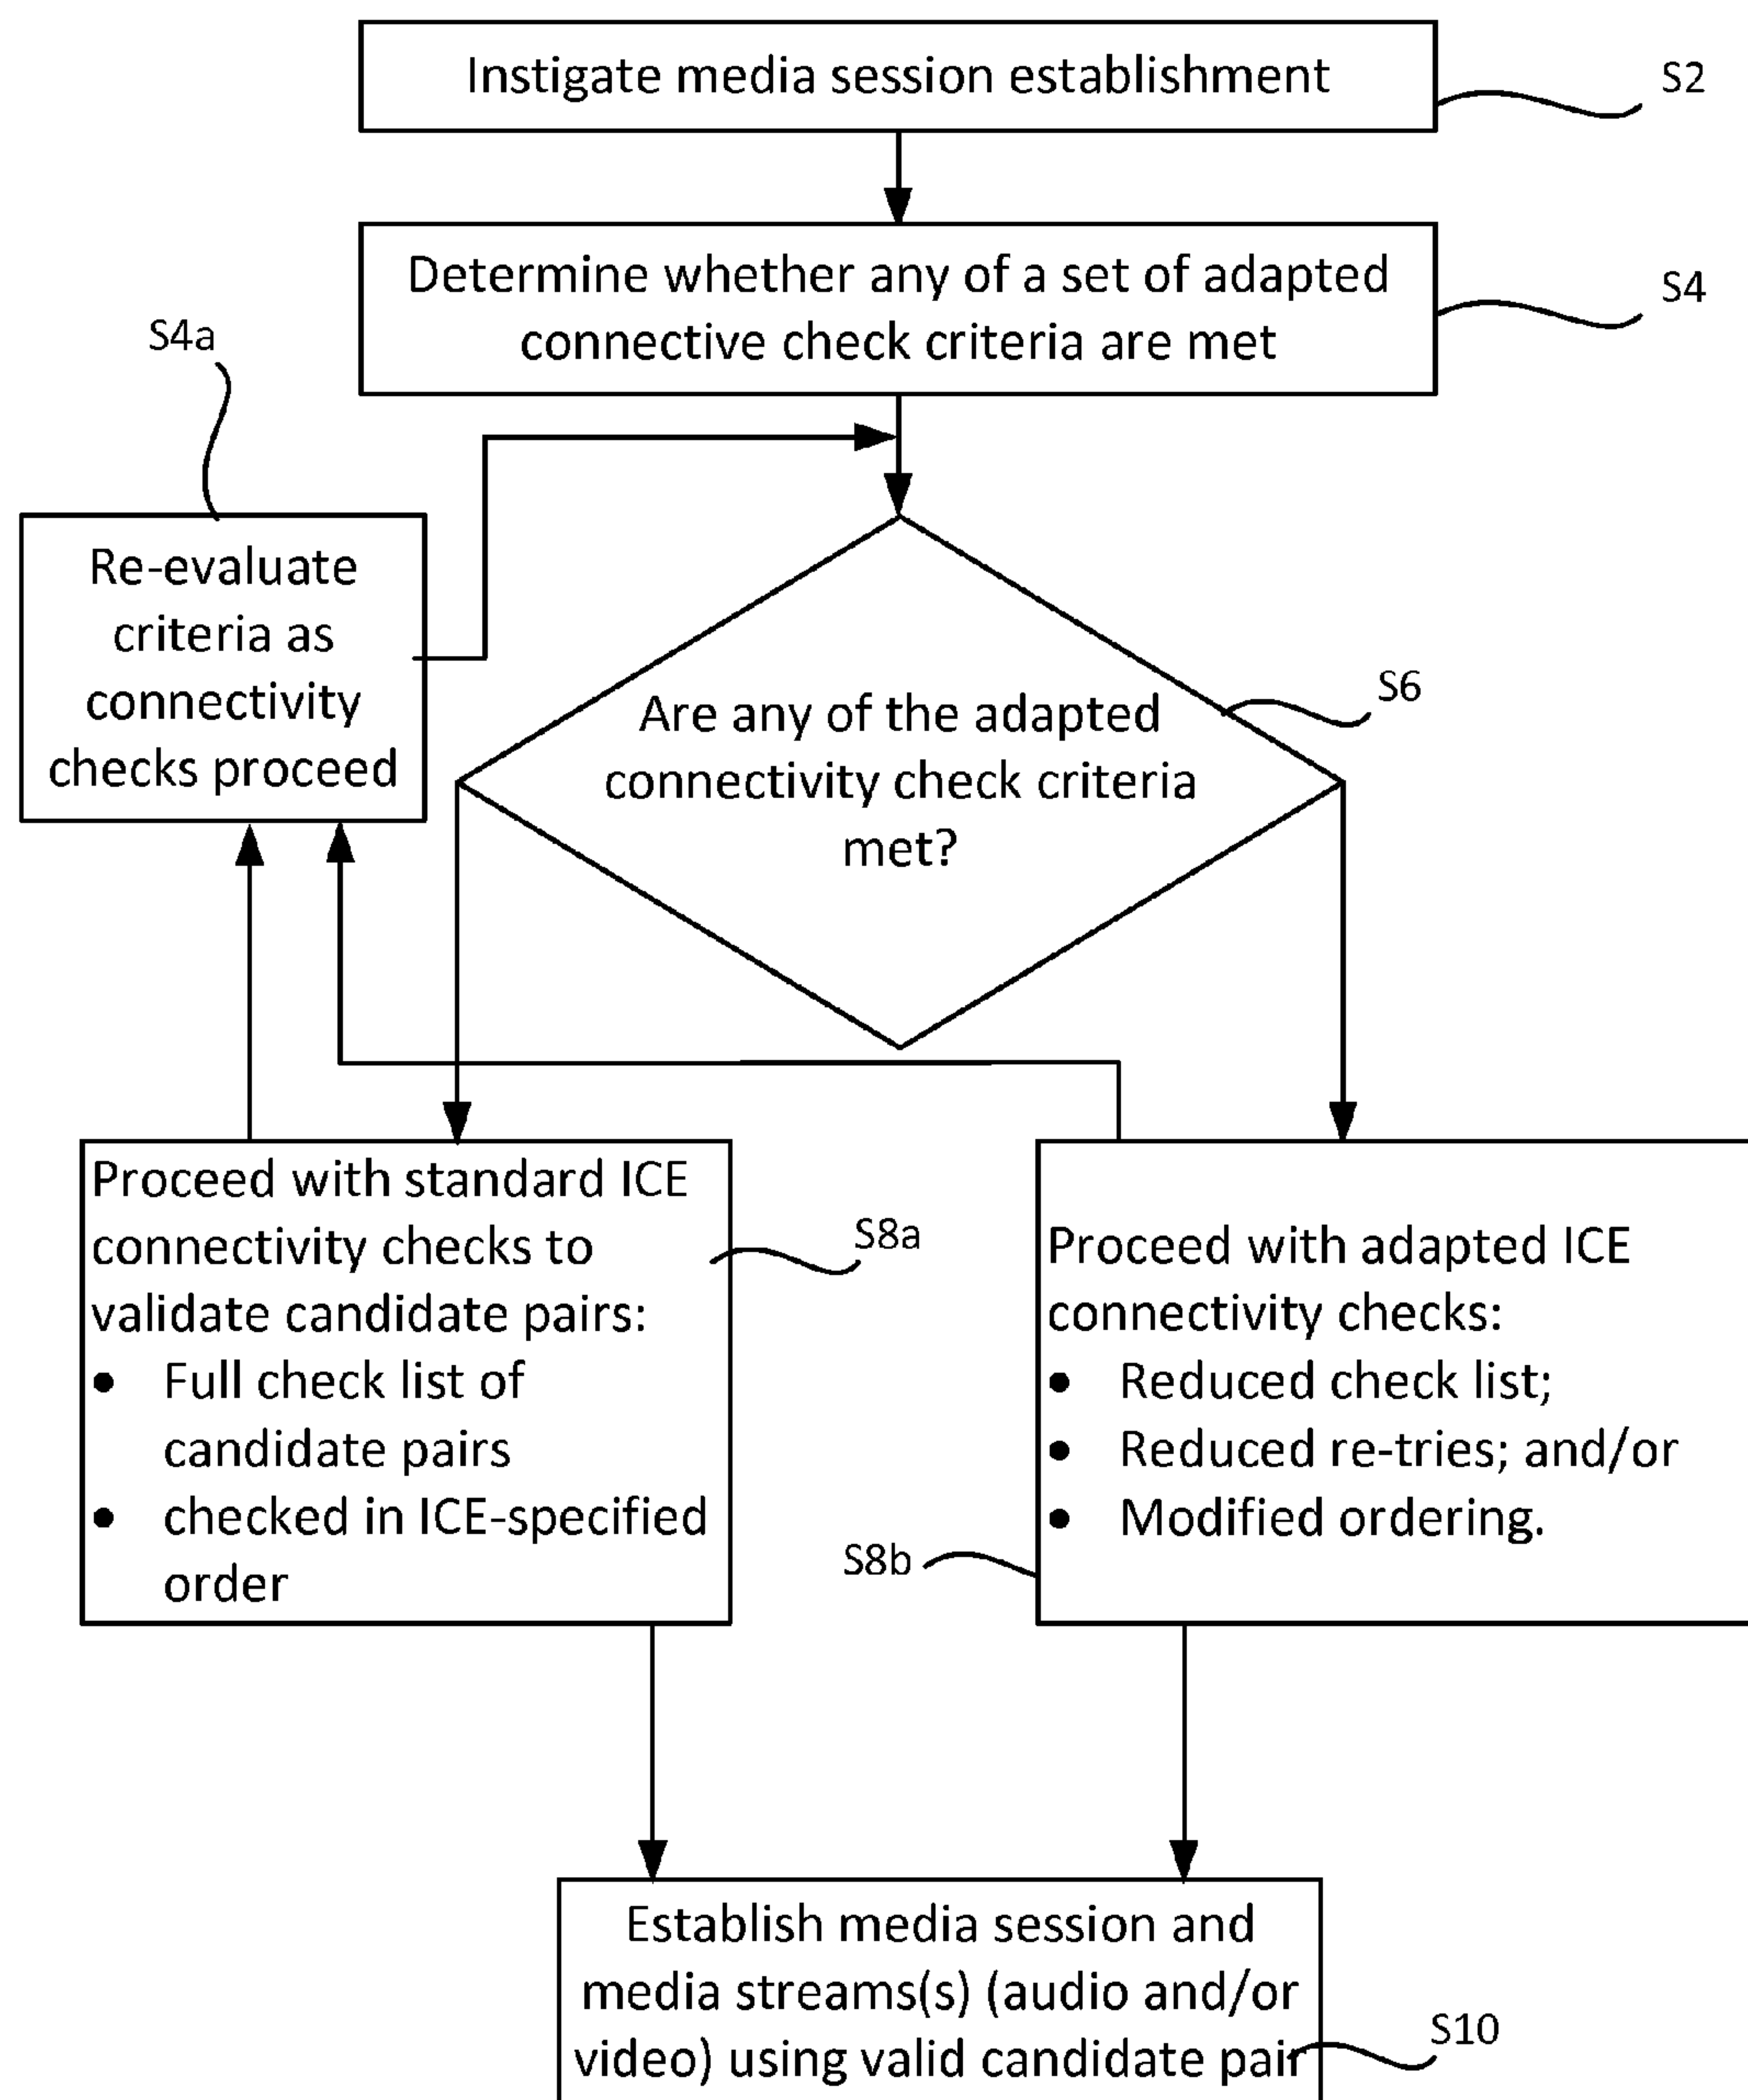 Instigate media session establishment
S2
Determine whether any of a set of adapted
connective check criteria are met
S4
S4a
Re-evaluate
criteria as
connectivity
checks proceed
Are any of the adapted
connectivity check criteria
met?
S6
Proceed with standard ICE
connectivity checks to
validate candidate pairs:
• Full check list of
candidate pairs
• checked in ICE-specified
order
S8a
Proceed with adapted ICE
connectivity checks:
• Reduced check list;
• Reduced re-tries; and/or
• Modified ordering.
S8b
Establish media session and
media streams(s) (audio and/or
video) using valid candidate pair
S10